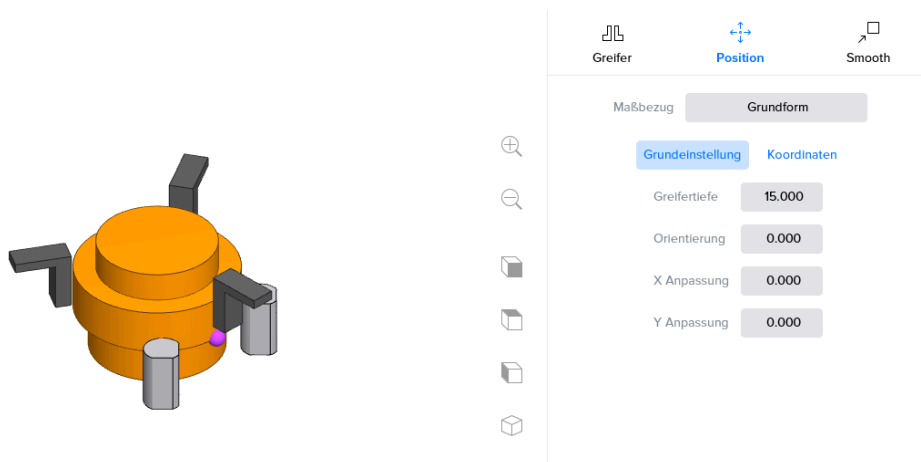 Greifer Position Smooth
Maßbezug Grundform
Grundeinstellung Koordinaten
Greifertiefe 15.000
Orientierung 0.000
X Anpassung 0.000
Y Anpassung 0.000